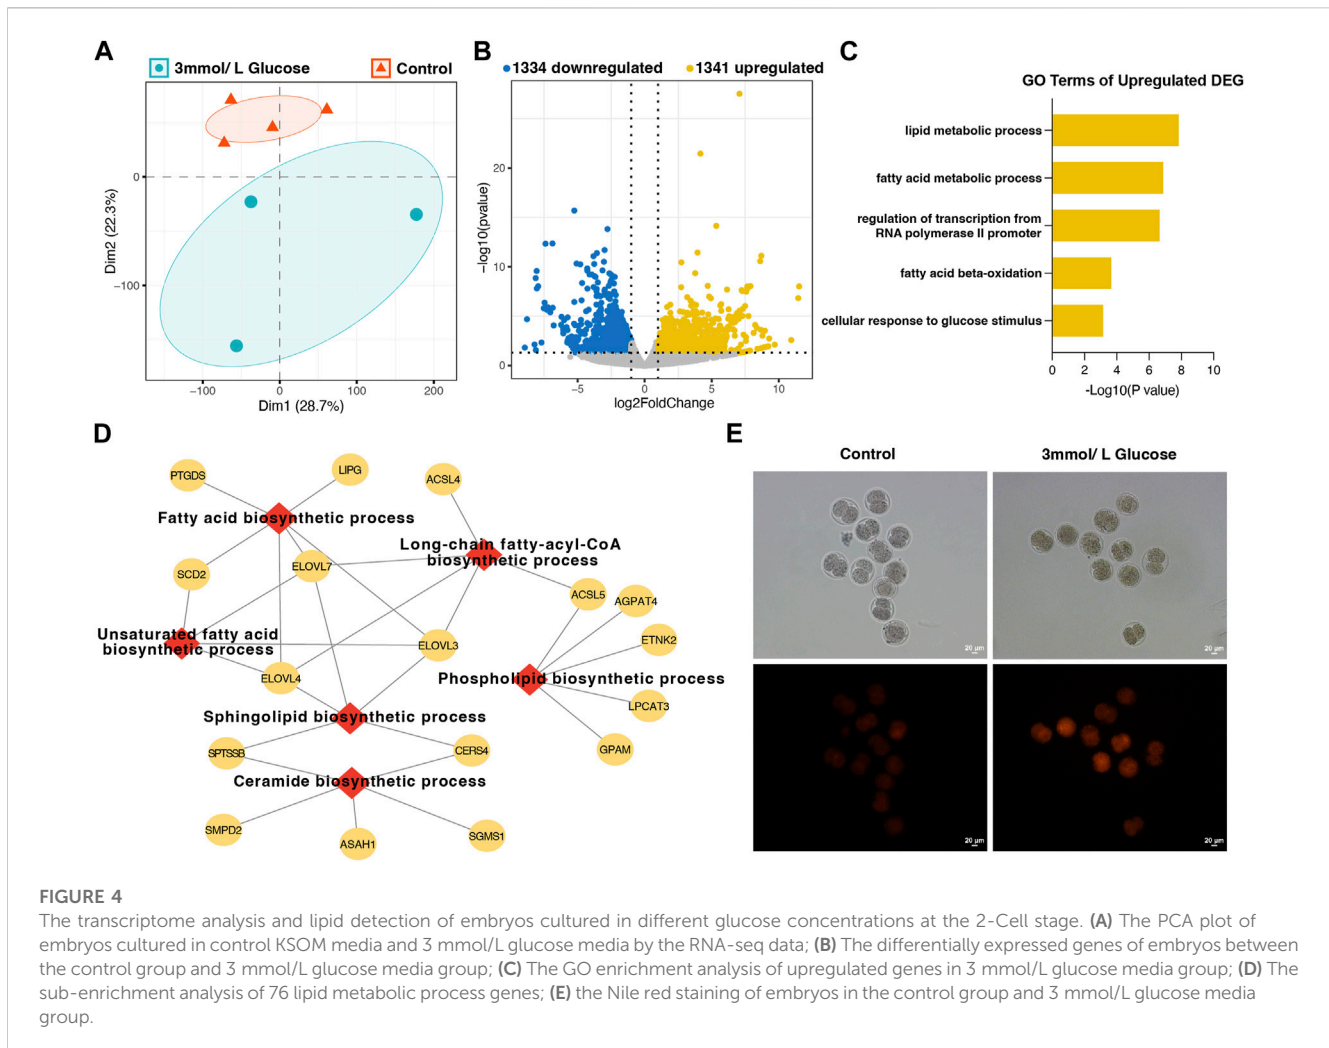 A
3mmol/ L Glucose
Control
0
−100
Dim2 (22.3%)
−100
0
100
200
Dim1 (28.7%)
B
1334 downregulated
1341 upregulated
20
10
0
−log10(pvalue)
−5
0
5
10
log2FoldChange
C
GO Terms of Upregulated DEG
lipid metabolic process
fatty acid metabolic process
regulation of transcription from
RNA polymerase II promoter
fatty acid beta-oxidation
cellular response to glucose stimulus
0 2 4 6 8 10
-Log10(P value)
D
PTGDS
LIPG
ACSL4
Fatty acid biosynthetic process
Long-chain fatty-acyl-CoA
biosynthetic process
SCD2
ELOVL7
ACSL5
AGPAT4
Unsaturated fatty acid
biosynthetic process
ELOVL3
ETNK2
ELOVL4
Phospholipid biosynthetic process
LPCAT3
Sphingolipid biosynthetic process
SPTSSB
CERS4
GPAM
Ceramide biosynthetic process
SMPD2
ASAH1
SGMS1
E
Control
3mmol/ L Glucose
20 µm
20 µm
20 µm
20 µm
FIGURE 4
The transcriptome analysis and lipid detection of embryos cultured in different glucose concentrations at the 2-Cell stage. (A) The PCA plot of
embryos cultured in control KSOM media and 3 mmol/L glucose media by the RNA-seq data; (B) The differentially expressed genes of embryos between
the control group and 3 mmol/L glucose media group; (C) The GO enrichment analysis of upregulated genes in 3 mmol/L glucose media group; (D) The
sub-enrichment analysis of 76 lipid metabolic process genes; (E) the Nile red staining of embryos in the control group and 3 mmol/L glucose media
group.